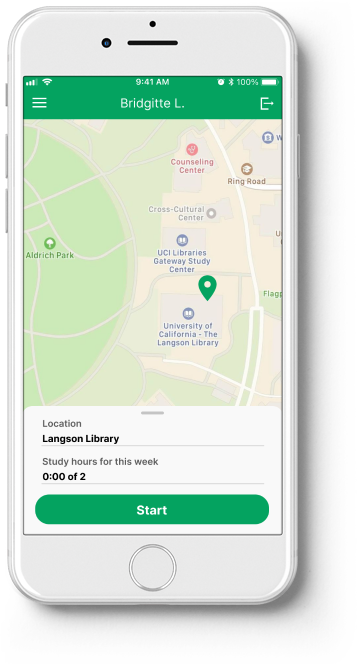 9:41 AM
100%
Bridgitte L.
W
Counseling
Center
Ring Road
Cross-Cultural
Center
U
Aldrich Park
UCI Libraries
Gateway Study
Center
Flagp
University of
California - The
Langson Library
Location
Langson Library
Study hours for this week
0:00 of 2
Start